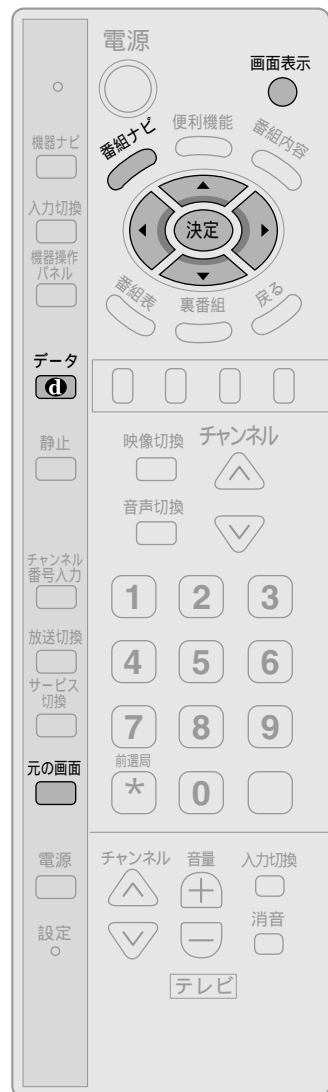 電源
画面表示
機器ナビ
番組ナビ
便利機能
番組内容
入力切換
決定
機器操作
パネル
番組表
裏番組
戻る
データ
d
静止
映像切換
チャンネル
音声切換
チャンネル
番号入力
1 2 3
放送切換
4 5 6
サービス
切換
7 8 9
元の画面
前選局
* 0
電源
チャンネル
音量
入力切換
設定
消音
テレビ